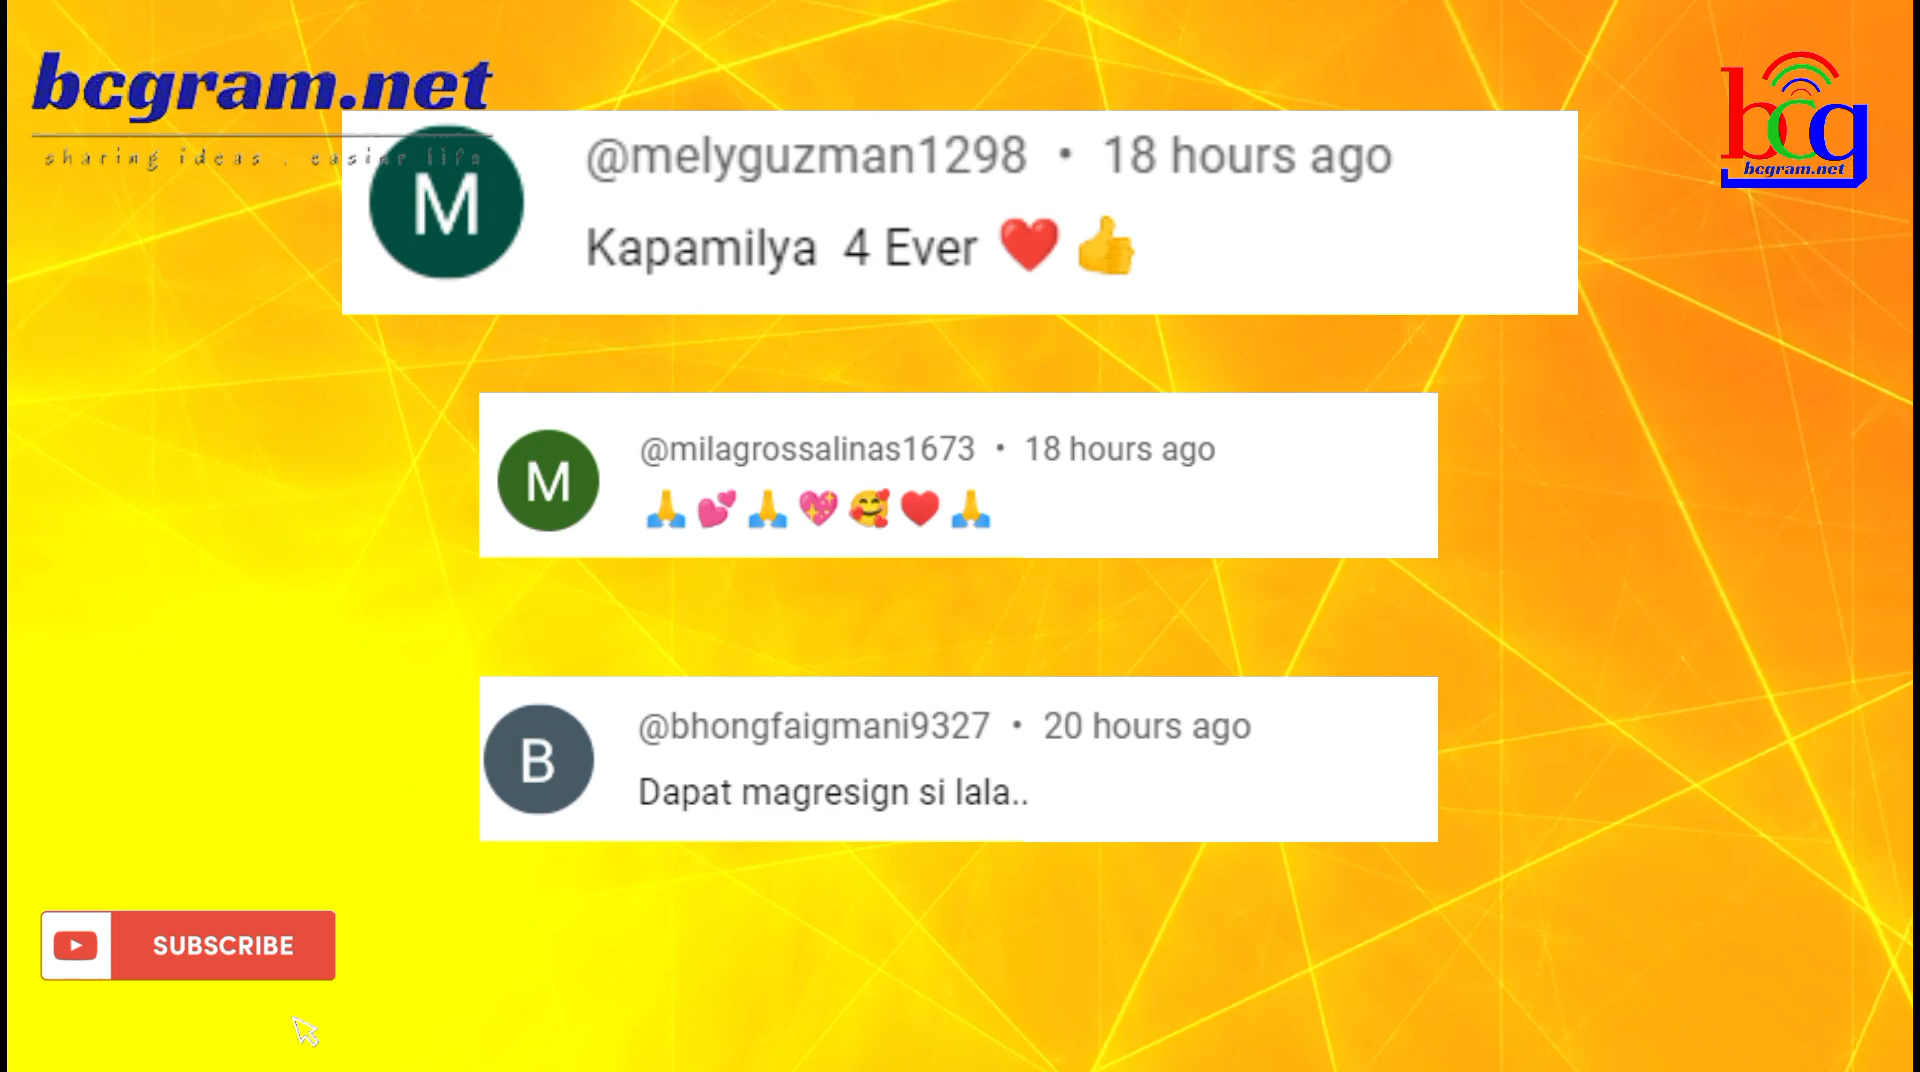 bcgram.net
sharing ideas . easier life
bcg
bcgram.net
M
@melyguzman1298 • 18 hours ago
Kapamilya 4 Ever ❤️ 👍
M
@milagrossalinas1673 • 18 hours ago
🙏 💕 🙏 💖 🥰 ♥️ 🙏
B
@bhongfaigmani9327 • 20 hours ago
Dapat magresign si lala..
SUBSCRIBE